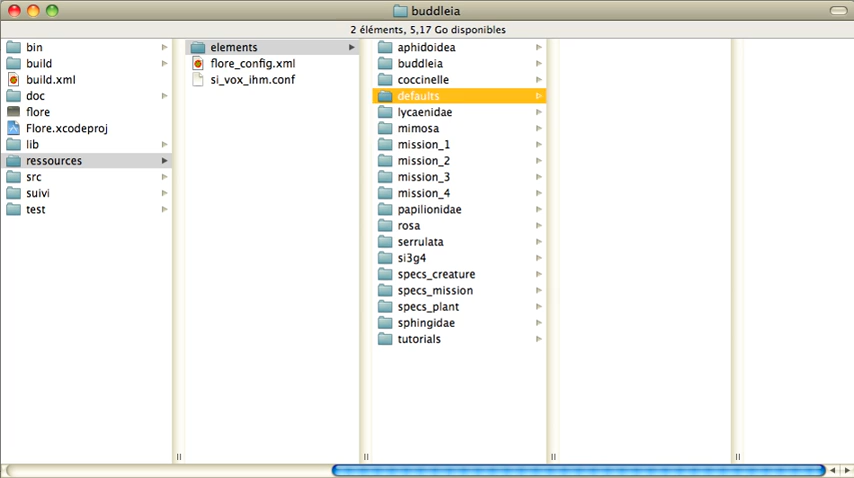 buddleia
2 éléments, 5,17 Go disponibles
bin
build
build.xml
doc
flore
Flore.xcodeproj
lib
ressources
src
suivi
test
elements
flore_config.xml
si_vox_ihm.conf
aphidoidea
buddleia
coccinelle
defaults
lycaenidae
mimosa
mission_1
mission_2
mission_3
mission_4
papilionidae
rosa
serrulata
si3g4
specs_creature
specs_mission
specs_plant
sphingidae
tutorials